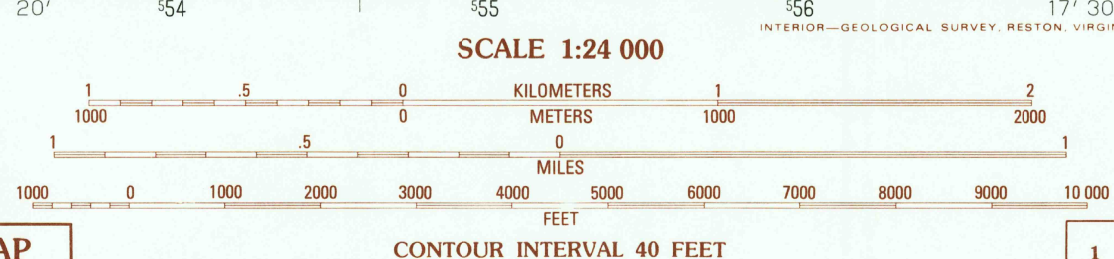 20′ ⁵54 ⁵55 ⁵56 17′ 30
INTERIOR—GEOLOGICAL SURVEY, RESTON, VIRGIN
SCALE 1:24 000
1 .5 0 KILOMETERS 1 2
1000 0 METERS 1000 2000
1 .5 0 1
MILES
1000 0 1000 2000 3000 4000 5000 6000 7000 8000 9000 10 000
FEET
AP CONTOUR INTERVAL 40 FEET 1